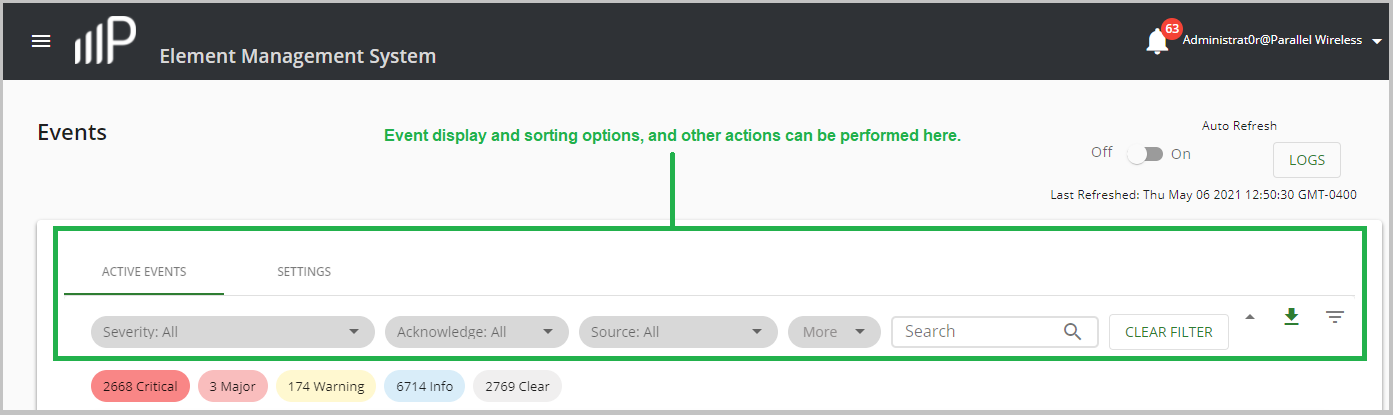 63
Administrat0r@Parallel Wireless
P
Element Management System
Events
Event display and sorting options, and other actions can be performed here.
Auto Refresh
Off On
LOGS
Last Refreshed: Thu May 06 2021 12:50:30 GMT-0400
ACTIVE EVENTS SETTINGS
Severity: All Acknowledge: All Source: All More Search CLEAR FILTER
2668 Critical 3 Major 174 Warning 6714 Info 2769 Clear